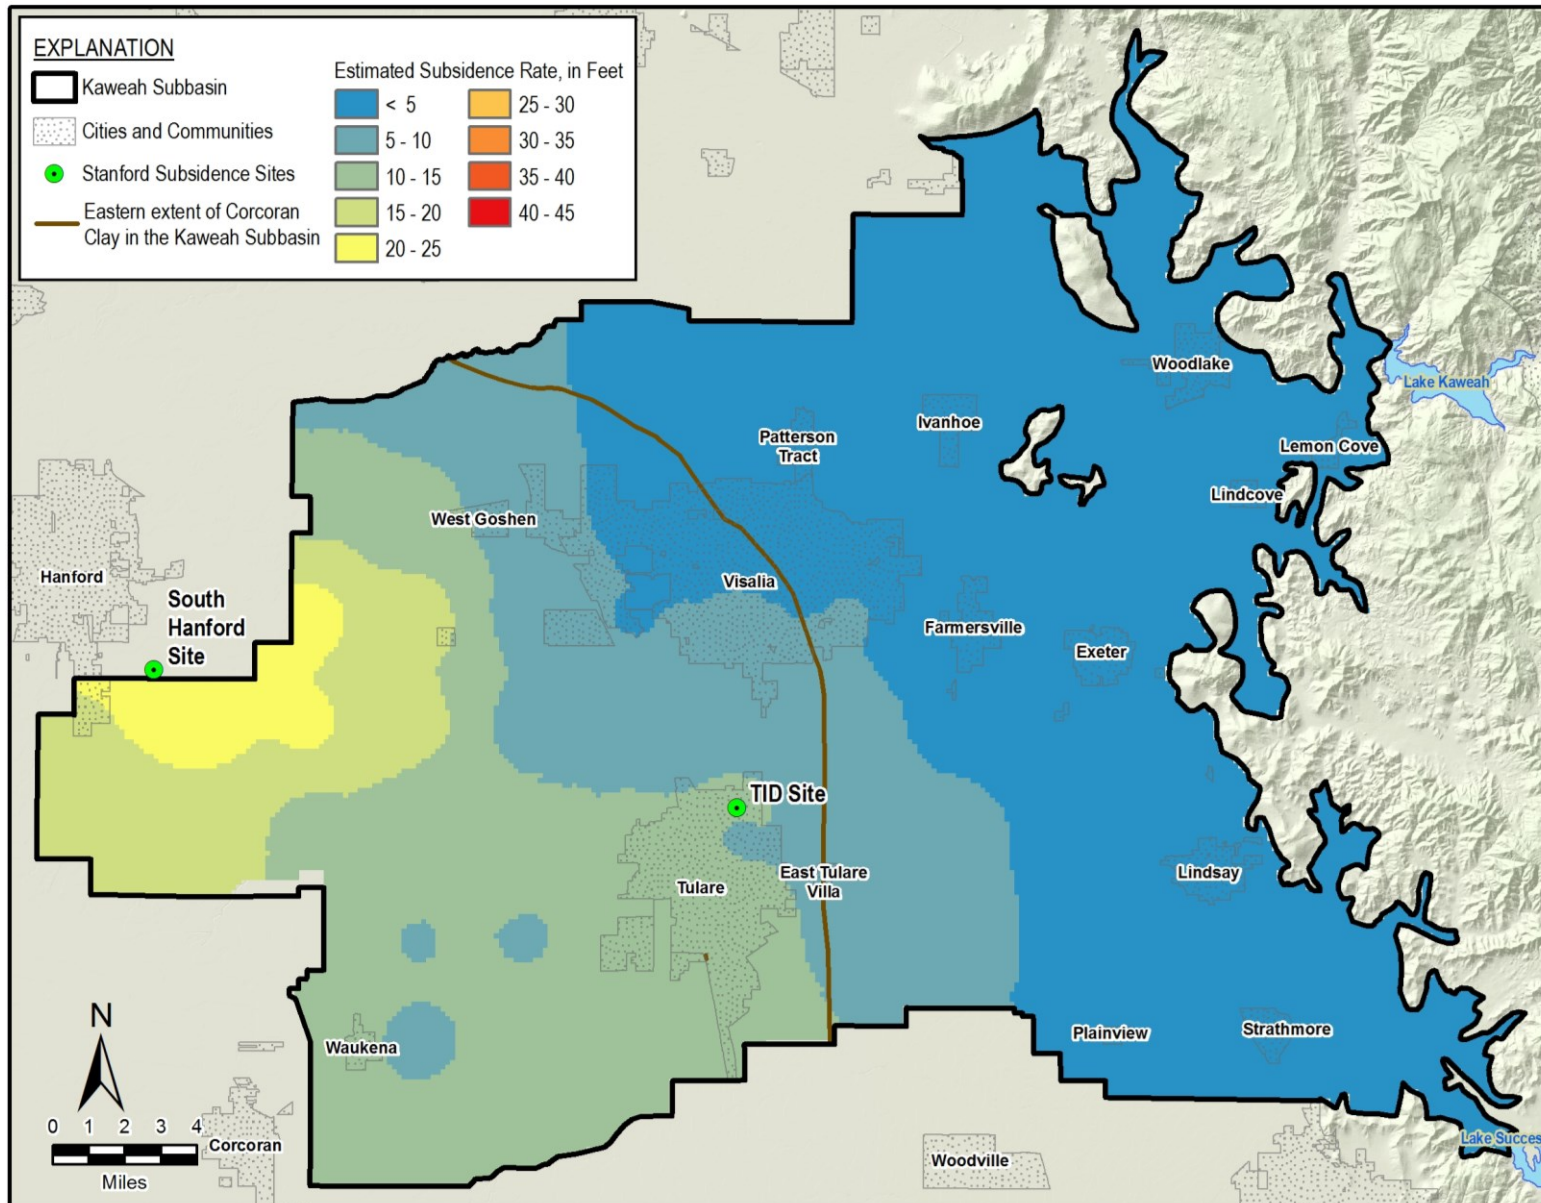 EXPLANATION
Kaweah Subbasin
Cities and Communities
Stanford Subsidence Sites
Eastern extent of Corcoran
Clay in the Kaweah Subbasin
Estimated Subsidence Rate, in Feet
< 5
5 - 10
10 - 15
15 - 20
20 - 25
25 - 30
30 - 35
35 - 40
40 - 45
Woodlake
Lake Kaweah
Ivanhoe
Patterson
Tract
Lemon Cove
Lindcove
West Goshen
Hanford
Visalia
South
Hanford
Site
Farmersville
Exeter
TID Site
East Tulare
Villa
Tulare
Lindsay
Waukena
Plainview
Strathmore
N
0 1 2 3 4
Miles
Corcoran
Woodville
Lake Succes